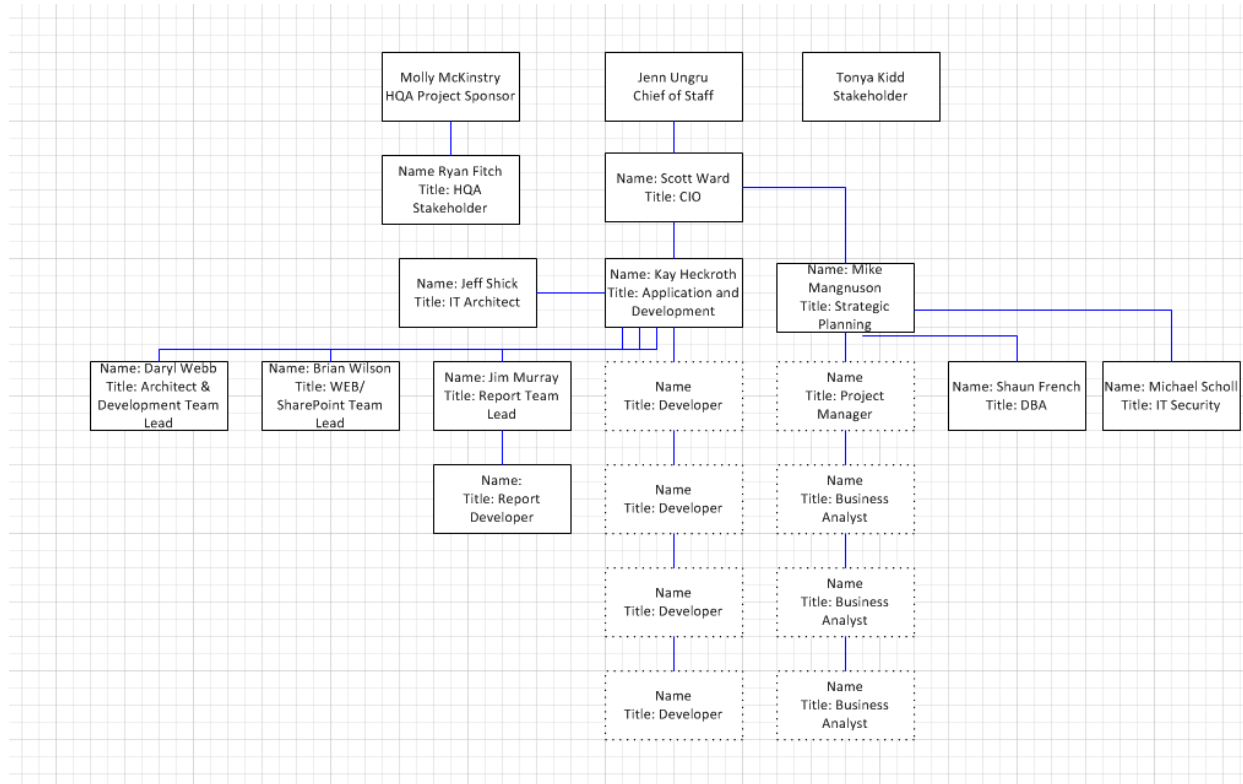 Molly McKinstry
HQA Project Sponsor
Jenn Ungru
Chief of Staff
Tonya Kidd
Stakeholder
Name Ryan Fitch
Title: HQA
Stakeholder
Name: Scott Ward
Title: CIO
Name: Jeff Shick
Title: IT Architect
Name: Kay Heckroth
Title: Application and
Development
Name: Mike
Mangnuson
Title: Strategic
Planning
Name: Daryl Webb
Title: Architect &
Development Team
Lead
Name: Brian Wilson
Title: WEB/
SharePoint Team
Lead
Name: Jim Murray
Title: Report Team
Lead
Name
Title: Developer
Name
Title: Project
Manager
Name: Shaun French
Title: DBA
Name: Michael Scholl
Title: IT Security
Name:
Title: Report
Developer
Name
Title: Developer
Name
Title: Business
Analyst
Name
Title: Developer
Name
Title: Business
Analyst
Name
Title: Developer
Name
Title: Business
Analyst